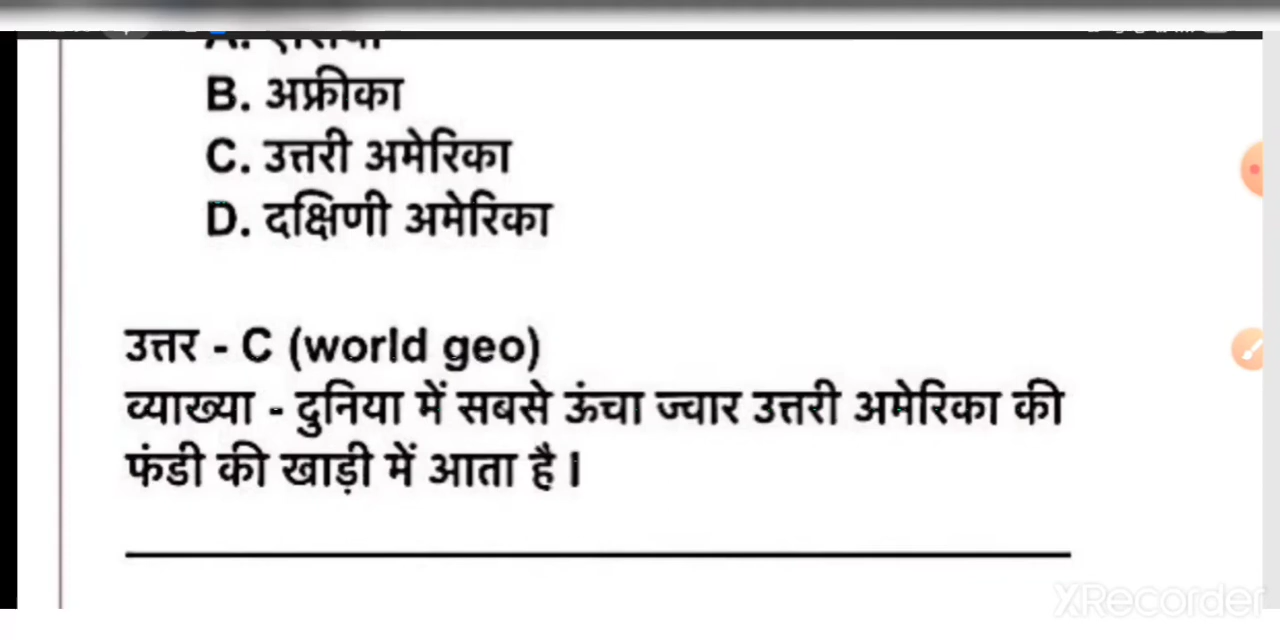 B. अफ्रीका
C. उत्तरी अमेरिका
D. दक्षिणी अमेरिका
उत्तर - C (world geo)
व्याख्या - दुनिया में सबसे ऊंचा ज्वार उत्तरी अमेरिका की
फंडी की खाड़ी में आता है I
XRecorder